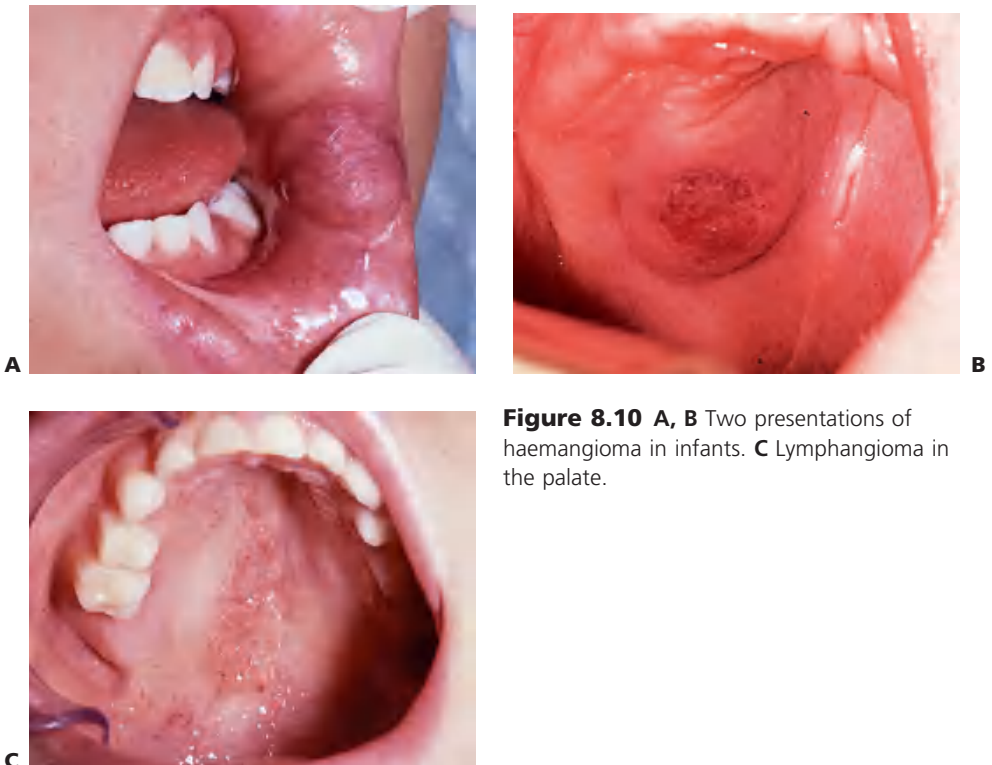 A
B
Figure 8.10 A, B Two presentations of
haemangioma in infants. C Lymphangioma in
the palate.
C